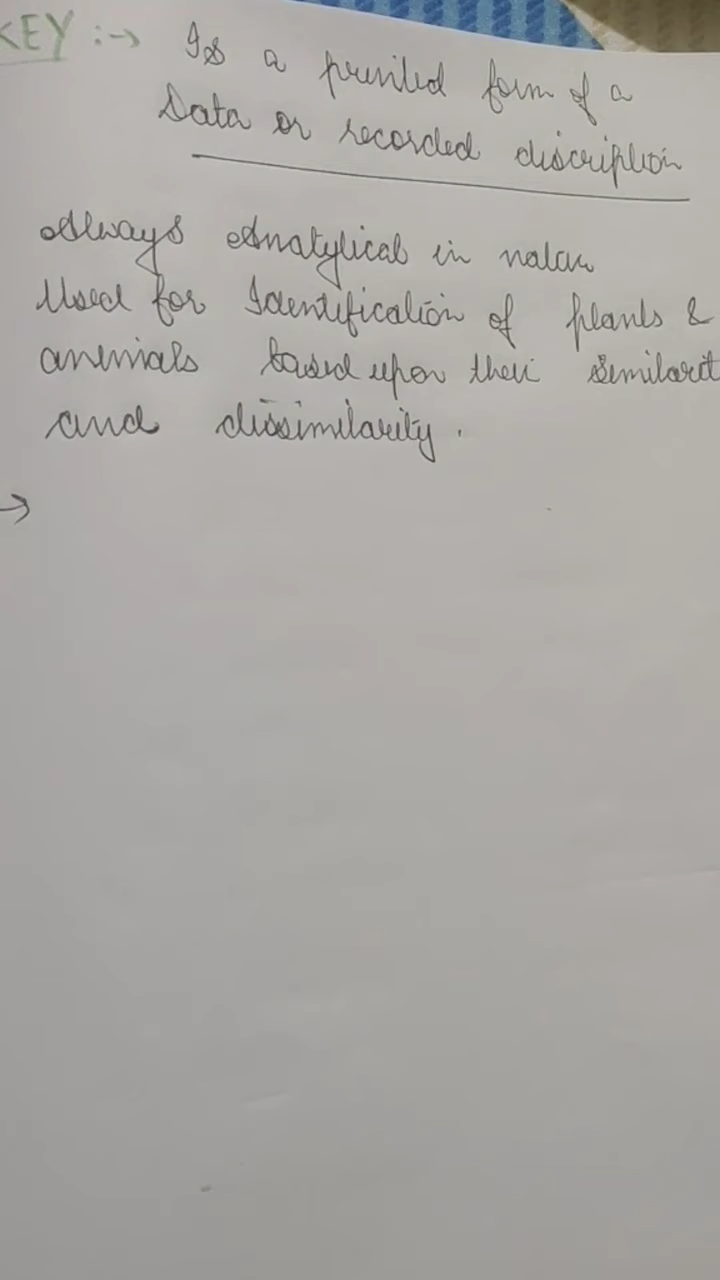 KEY :→ Is a printed form of a
Data or recorded discription
Always Analytical in nature
Used for Identification of plants &
animals based upon their similarit
and dissimilarity.
→